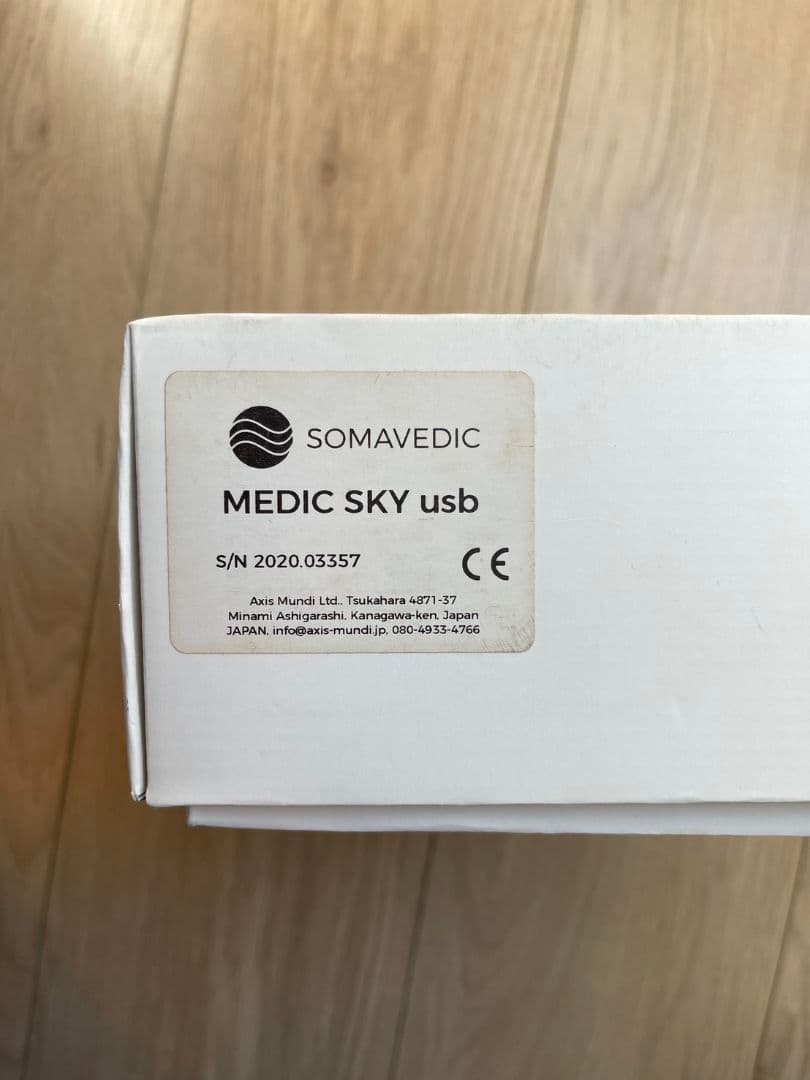 SOMAVEDIC
MEDIC SKY usb
S/N 2020.03357 CE
Axis Mundi Ltd., Tsukahara 4871-37
Minami Ashigarashi, Kanagawa-ken, Japan
JAPAN, info@axis-mundi.jp, 080-4933-4766